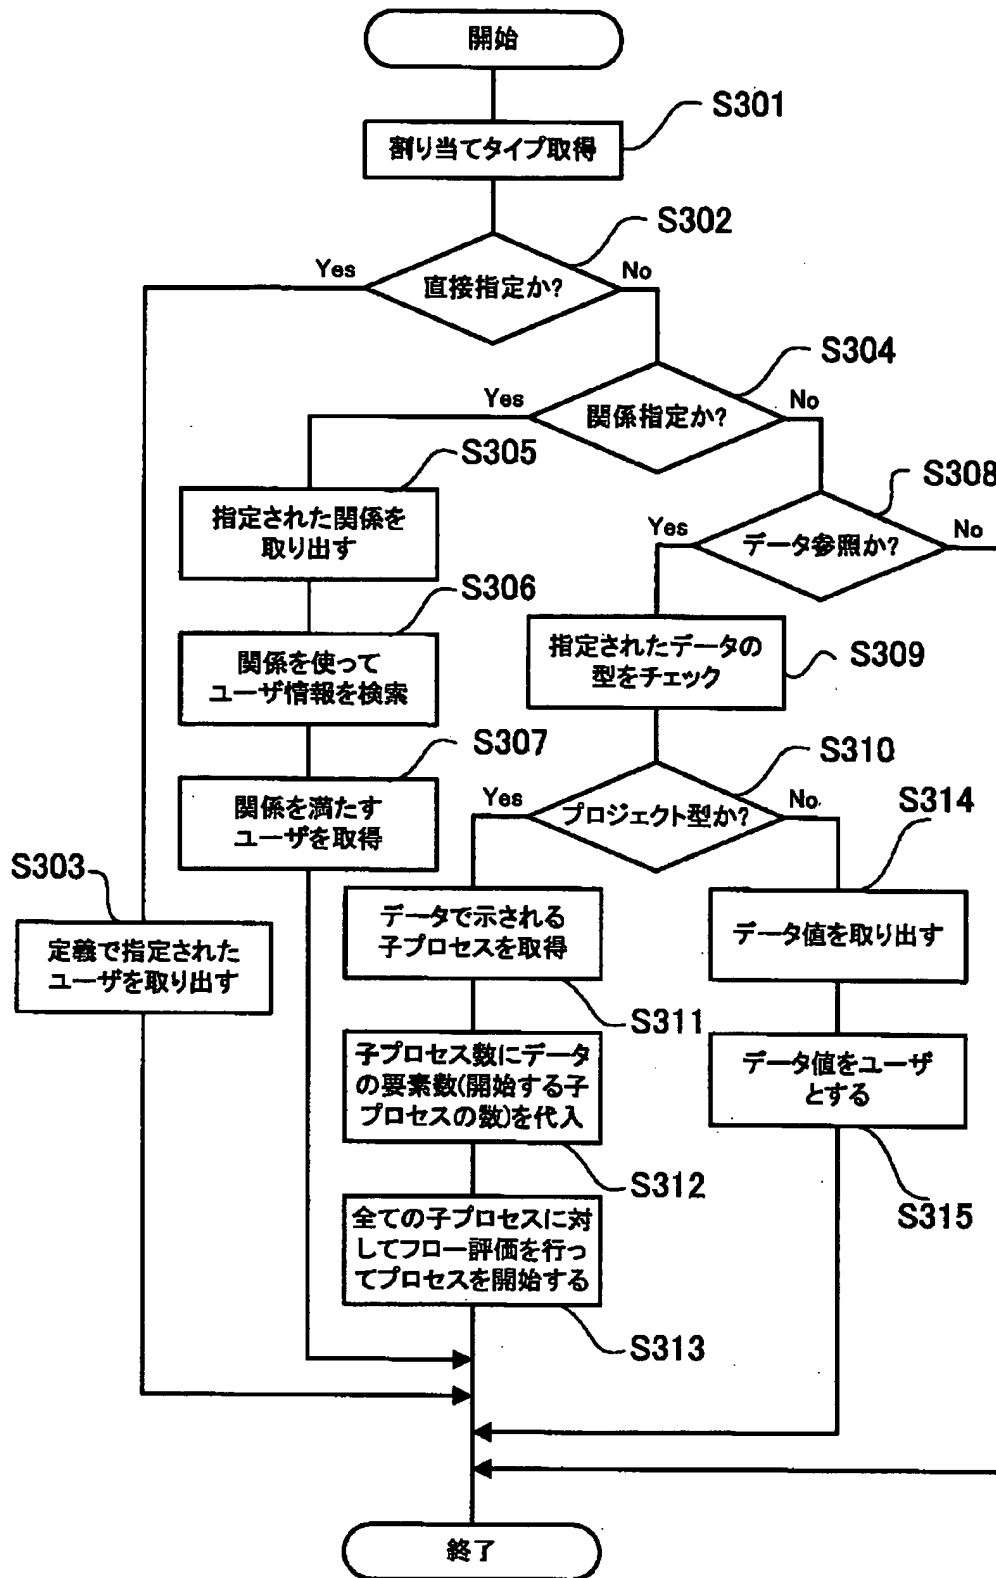 開始
S301
割り当てタイプ取得
S302
Yes
直接指定か?
No
S304
Yes
関係指定か?
No
S305
S308
指定された関係を
取り出す
Yes
データ参照か?
No
S306
関係を使って
ユーザ情報を検索
指定されたデータの
型をチェック
S309
S307
S310
関係を満たす
ユーザを取得
Yes
プロジェクト型か?
No
S314
S303
定義で指定された
ユーザを取り出す
データで示される
子プロセスを取得
データ値を取り出す
S311
子プロセス数にデータ
の要素数(開始する子
プロセスの数)を代入
データ値をユーザ
とする
S312
S315
全ての子プロセスに対
してフロー評価を行っ
てプロセスを開始する
S313
終了